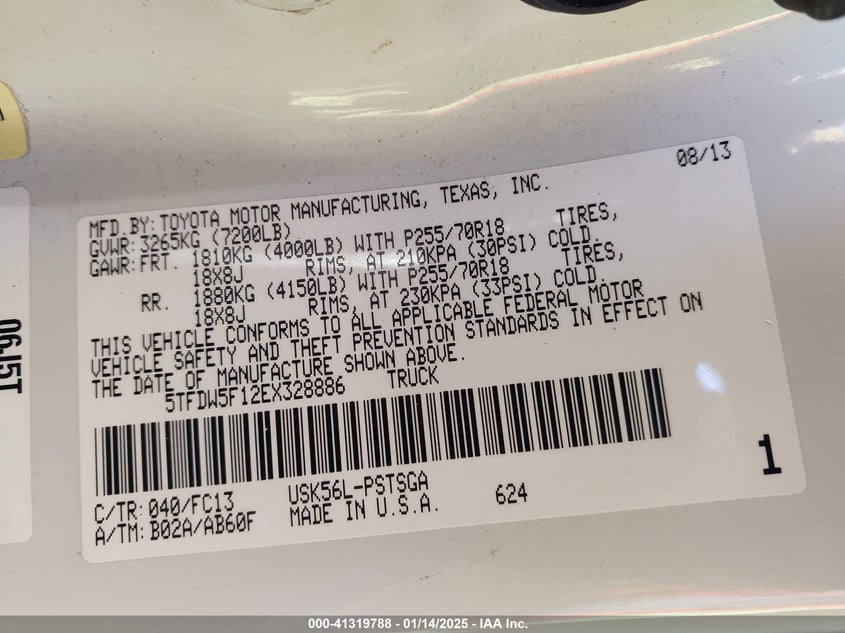 08/13
MFD.BY: TOYOTA MOTOR MANUFACTURING, TEXAS, INC.
GVWR: 3265KG (7200LB)
GAWR: FRT. 1810KG (4000LB) WITH P255/70R18 TIRES,
18X8J RIMS, AT 210KPA (30PSI) COLD,
RR. 1880KG (4150LB) WITH P255/70R18 TIRES,
18X8J RIMS, AT 230KPA (33PSI) COLD,
THIS VEHICLE CONFORMS TO ALL APPLICABLE FEDERAL MOTOR
VEHICLE SAFETY AND THEFT PREVENTION STANDARDS IN EFFECT ON
THE DATE OF MANUFACTURE SHOWN ABOVE.
5TFDW5F12EX328886 TRUCK
C/TR: 040/FC13 USK56L-PSTSGA
A/TM: B02A/AB60F MADE IN U.S.A. 624
1
06J5T
000-41319788 - 01/14/2025 - IAA Inc.